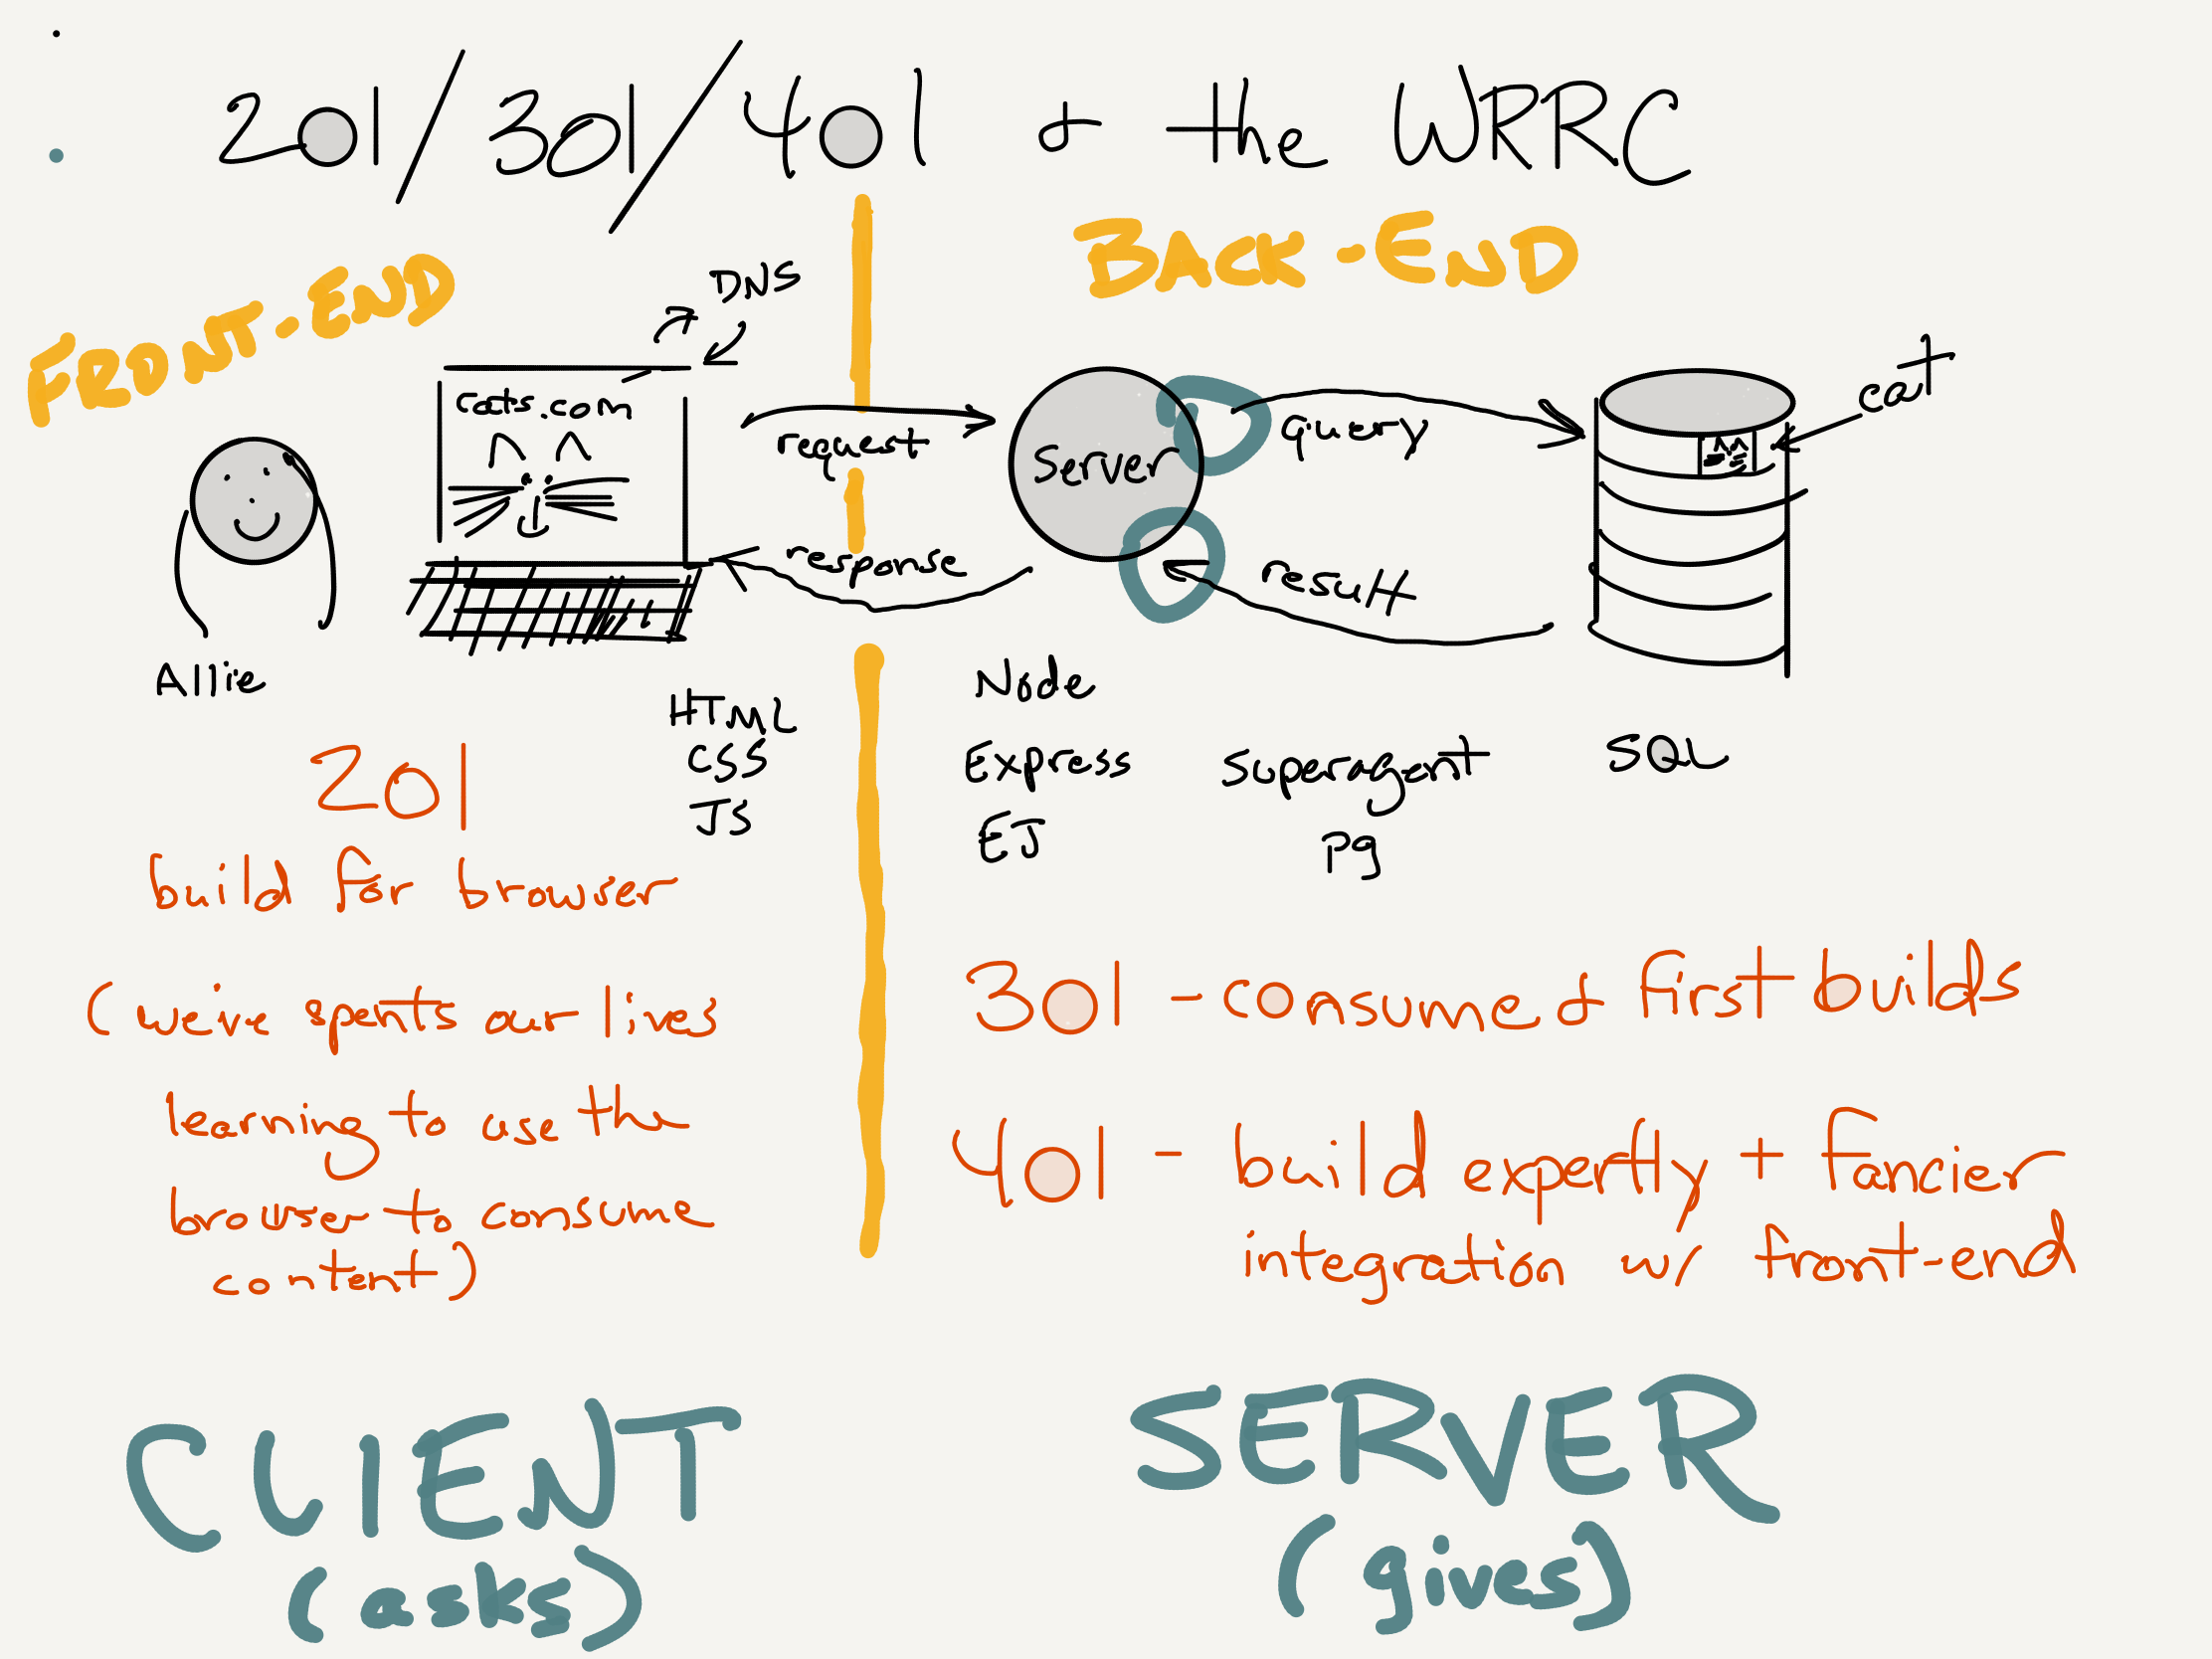 201/301/401 + the WRRC
FRONT-END
BACK-END
DNS
cats.com
request
response
Server
query
result
cat
Allie
HTML
CSS
JS
Node
Express
EJ
superagent
pg
SQL
201
build for browser
(we've spents our lives
learning to use the
browser to consume
content)
301 - consume + first builds
401 - build expertly + fancier
integration w/ front-end
CLIENT
(asks)
SERVER
(gives)